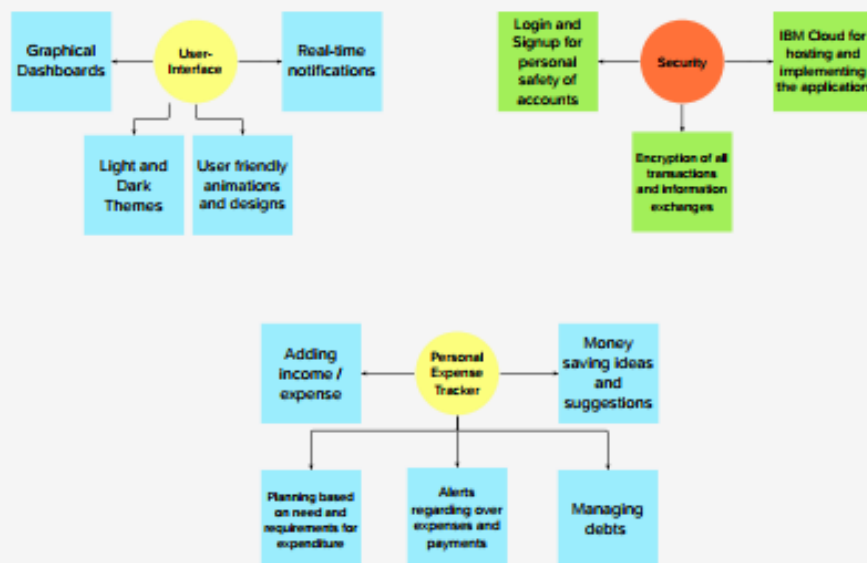 Graphical
Dashboards
User-
Interface
Real-time
notifications
Light and
Dark
Themes
User friendly
animations
and designs
Login and
Signup for
personal
safety of
accounts
Security
IBM Cloud for
hosting and
implementing
the application
Encryption of all
transactions
and information
exchanges
Adding
income /
expense
Personal
Expense
Tracker
Money
saving ideas
and
suggestions
Planning based
on need and
requirements for
expenditure
Alerts
regarding over
expenses and
payments
Managing
debts